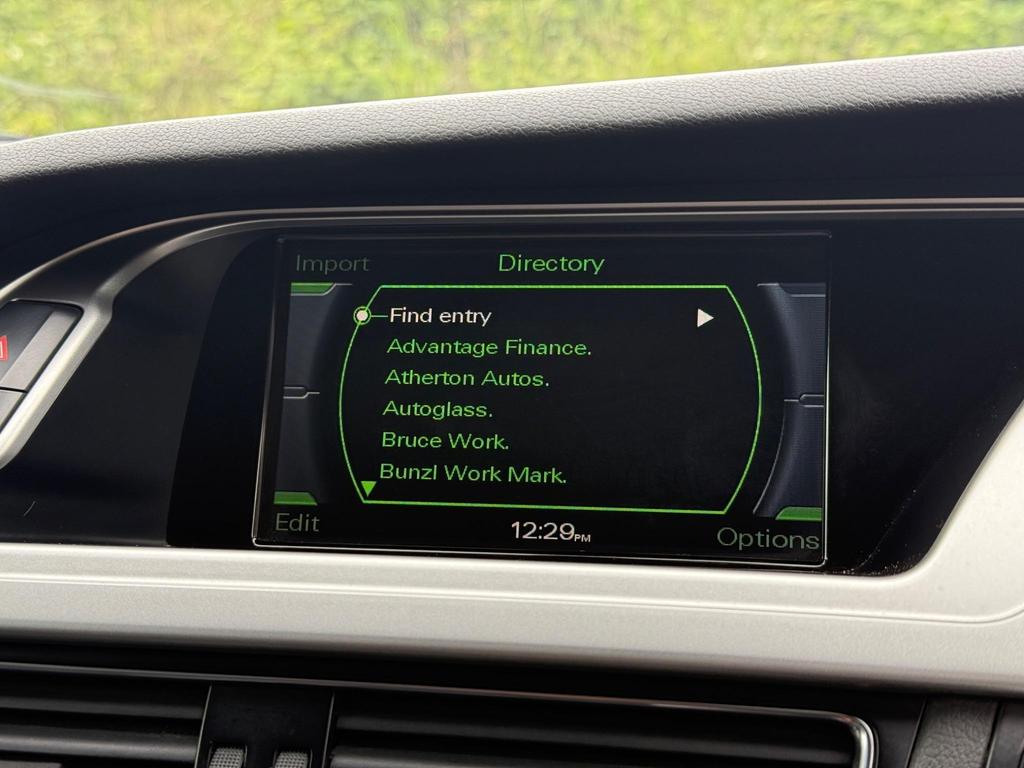 Import
Directory
Find entry
Advantage Finance.
Atherton Autos.
Autoglass.
Bruce Work.
Bunzl Work Mark.
Edit
12:29PM
Options